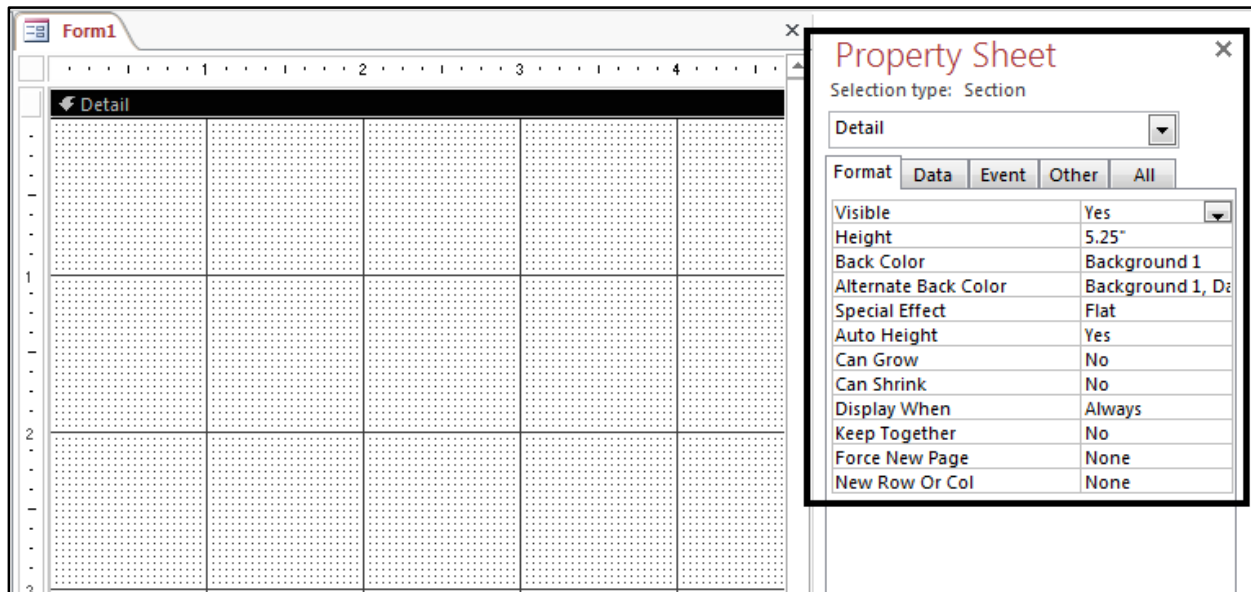 Form1
1 2 3 4
Detail
1
2
Property Sheet
Selection type: Section
Detail
Format Data Event Other All
Visible Yes
Height 5.25"
Back Color Background 1
Alternate Back Color Background 1, Da
Special Effect Flat
Auto Height Yes
Can Grow No
Can Shrink No
Display When Always
Keep Together No
Force New Page None
New Row Or Col None